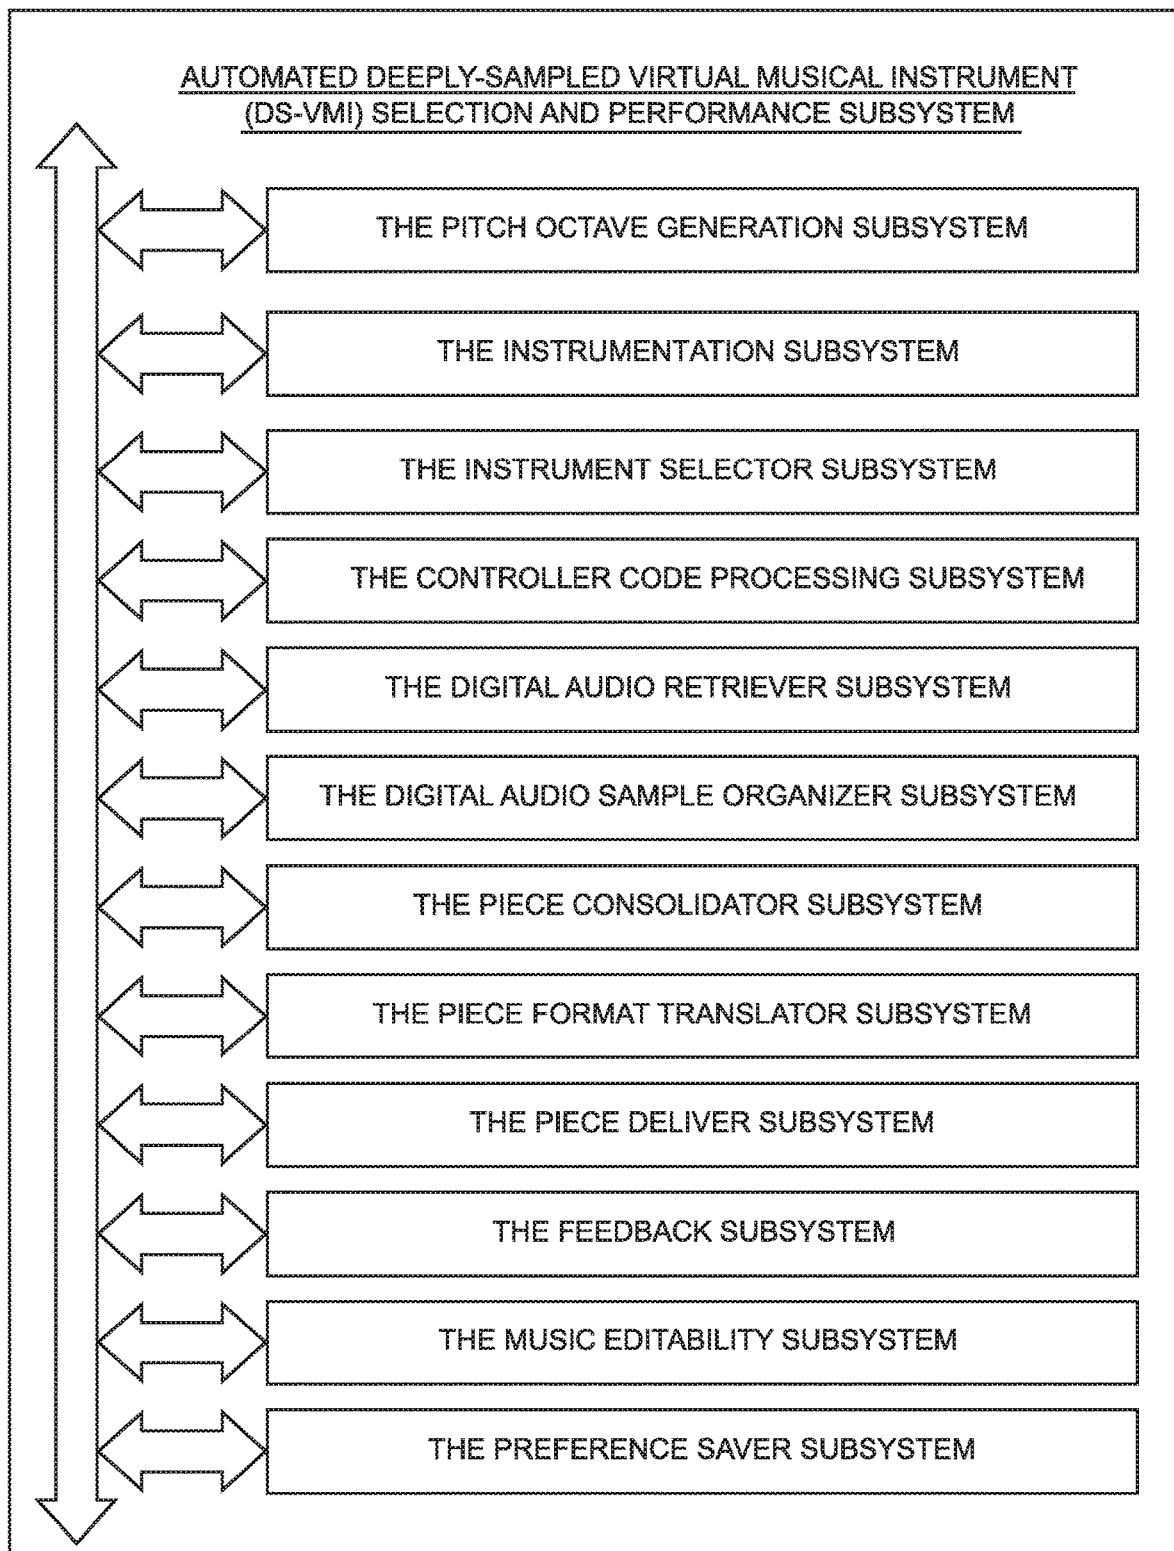 AUTOMATED DEEPLY-SAMPLED VIRTUAL MUSICAL INSTRUMENT
(DS-VMI) SELECTION AND PERFORMANCE SUBSYSTEM
THE PITCH OCTAVE GENERATION SUBSYSTEM
THE INSTRUMENTATION SUBSYSTEM
THE INSTRUMENT SELECTOR SUBSYSTEM
THE CONTROLLER CODE PROCESSING SUBSYSTEM
THE DIGITAL AUDIO RETRIEVER SUBSYSTEM
THE DIGITAL AUDIO SAMPLE ORGANIZER SUBSYSTEM
THE PIECE CONSOLIDATOR SUBSYSTEM
THE PIECE FORMAT TRANSLATOR SUBSYSTEM
THE PIECE DELIVER SUBSYSTEM
THE FEEDBACK SUBSYSTEM
THE MUSIC EDITABILITY SUBSYSTEM
THE PREFERENCE SAVER SUBSYSTEM